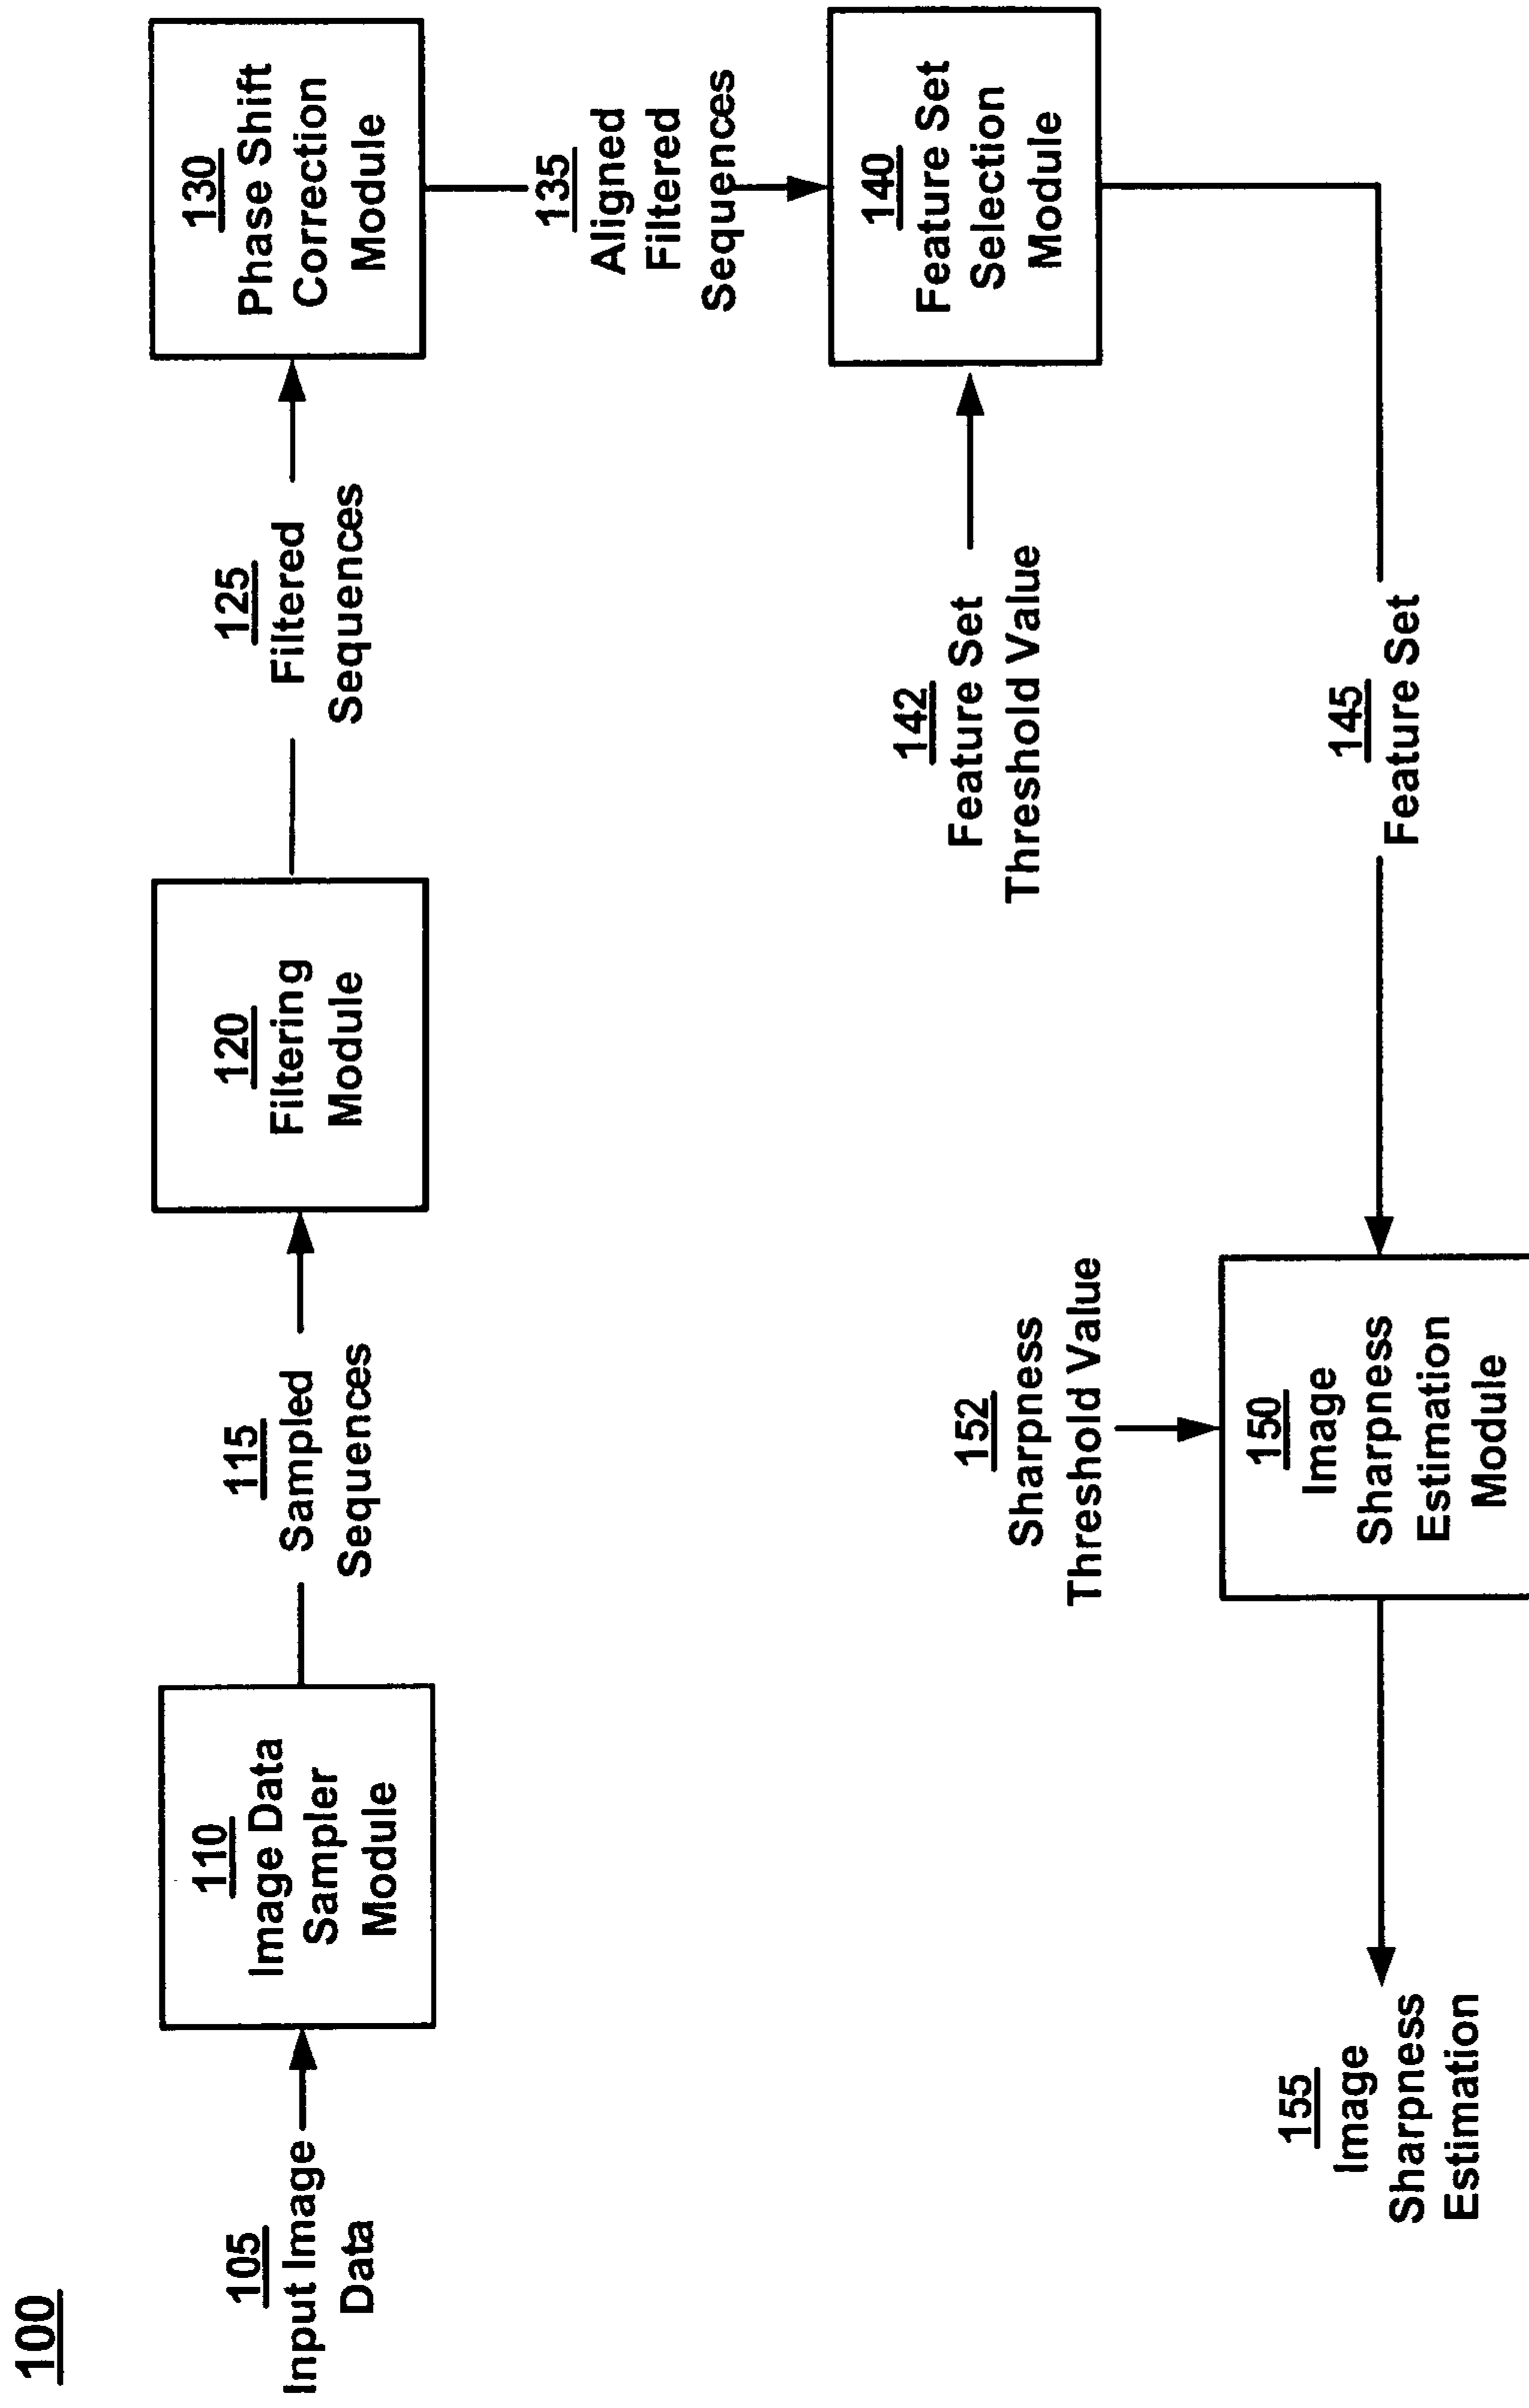 100
105
Input Image
Data
110
Image Data
Sampler
Module
115
Sampled
Sequences
120
Filtering
Module
125
Filtered
Sequences
130
Phase Shift
Correction
Module
135
Aligned
Filtered
Sequences
140
Feature Set
Selection
Module
142
Feature Set
Threshold Value
145
Feature Set
152
Sharpness
Threshold Value
150
Image
Sharpness
Estimation
Module
155
Image
Sharpness
Estimation